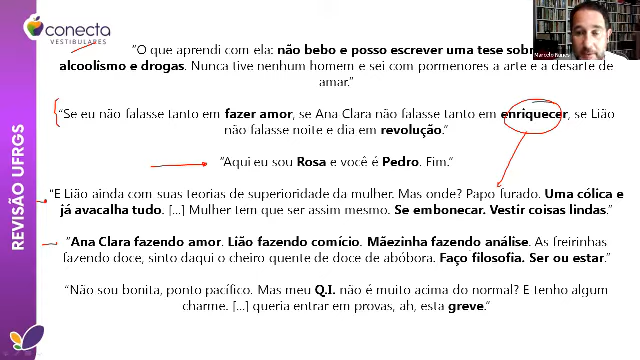 conecta
VESTIBULARES
REVISÃO UFRGS
"O que aprendi com ela: não bebo e posso escrever uma tese sobre
alcoolismo e drogas. Nunca tive nenhum homem e sei com pormenores a arte e a desarte de
amar."
Marcelo Nunes
"Se eu não falasse tanto em fazer amor, se Ana Clara não falasse tanto em enriquecer, se Lião
não falasse noite e dia em revolução."
"Aqui eu sou Rosa e você é Pedro. Fim."
"E Lião ainda com suas teorias de superioridade da mulher. Mas onde? Papo furado. Uma cólica e
já avacalha tudo. [...] Mulher tem que ser assim mesmo. Se embonecar. Vestir coisas lindas."
"Ana Clara fazendo amor. Lião fazendo comício. Mãezinha fazendo análise. As freirinhas
fazendo doce, sinto daqui o cheiro quente de doce de abóbora. Faço filosofia. Ser ou estar."
"Não sou bonita, ponto pacífico. Mas meu Q.I. não é muito acima do normal? E tenho algum
charme. [...] queria entrar em provas, ah, esta greve."